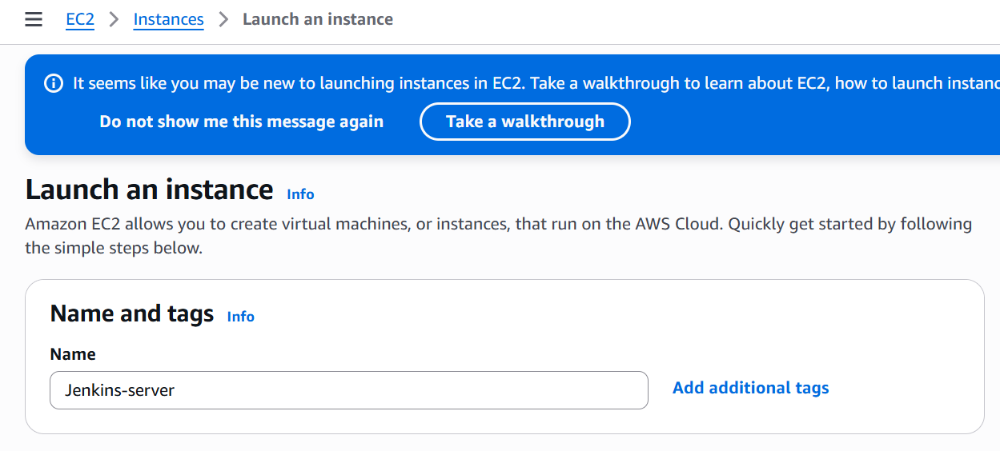 EC2 > Instances > Launch an instance
It seems like you may be new to launching instances in EC2. Take a walkthrough to learn about EC2, how to launch
Do not show me this message again Take a walkthrough
Launch an instance Info
Amazon EC2 allows you to create virtual machines, or instances, that run on the AWS Cloud. Quickly get started by following
the simple steps below.
Name and tags Info
Name
Jenkins-server Add additional tags